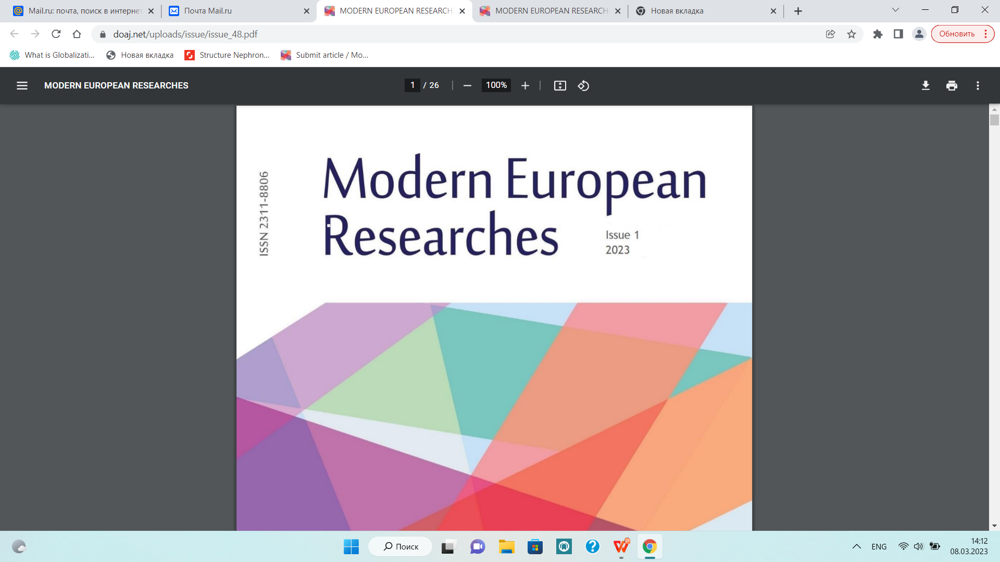 Mail.ru: почта, поиск в интернет
Почта Mail.ru
MODERN EUROPEAN RESEARCH
MODERN EUROPEAN RESEARCH
Новая вкладка
doaj.net/uploads/issue/issue_48.pdf
Обновить
What is Globalizati...
Новая вкладка
Structure Nephron...
Submit article / Mo...
MODERN EUROPEAN RESEARCHES
1 / 26
100%
ISSN 2311-8806
Modern European
Researches
Issue 1
2023
Поиск
ENG
14:12
08.03.2023